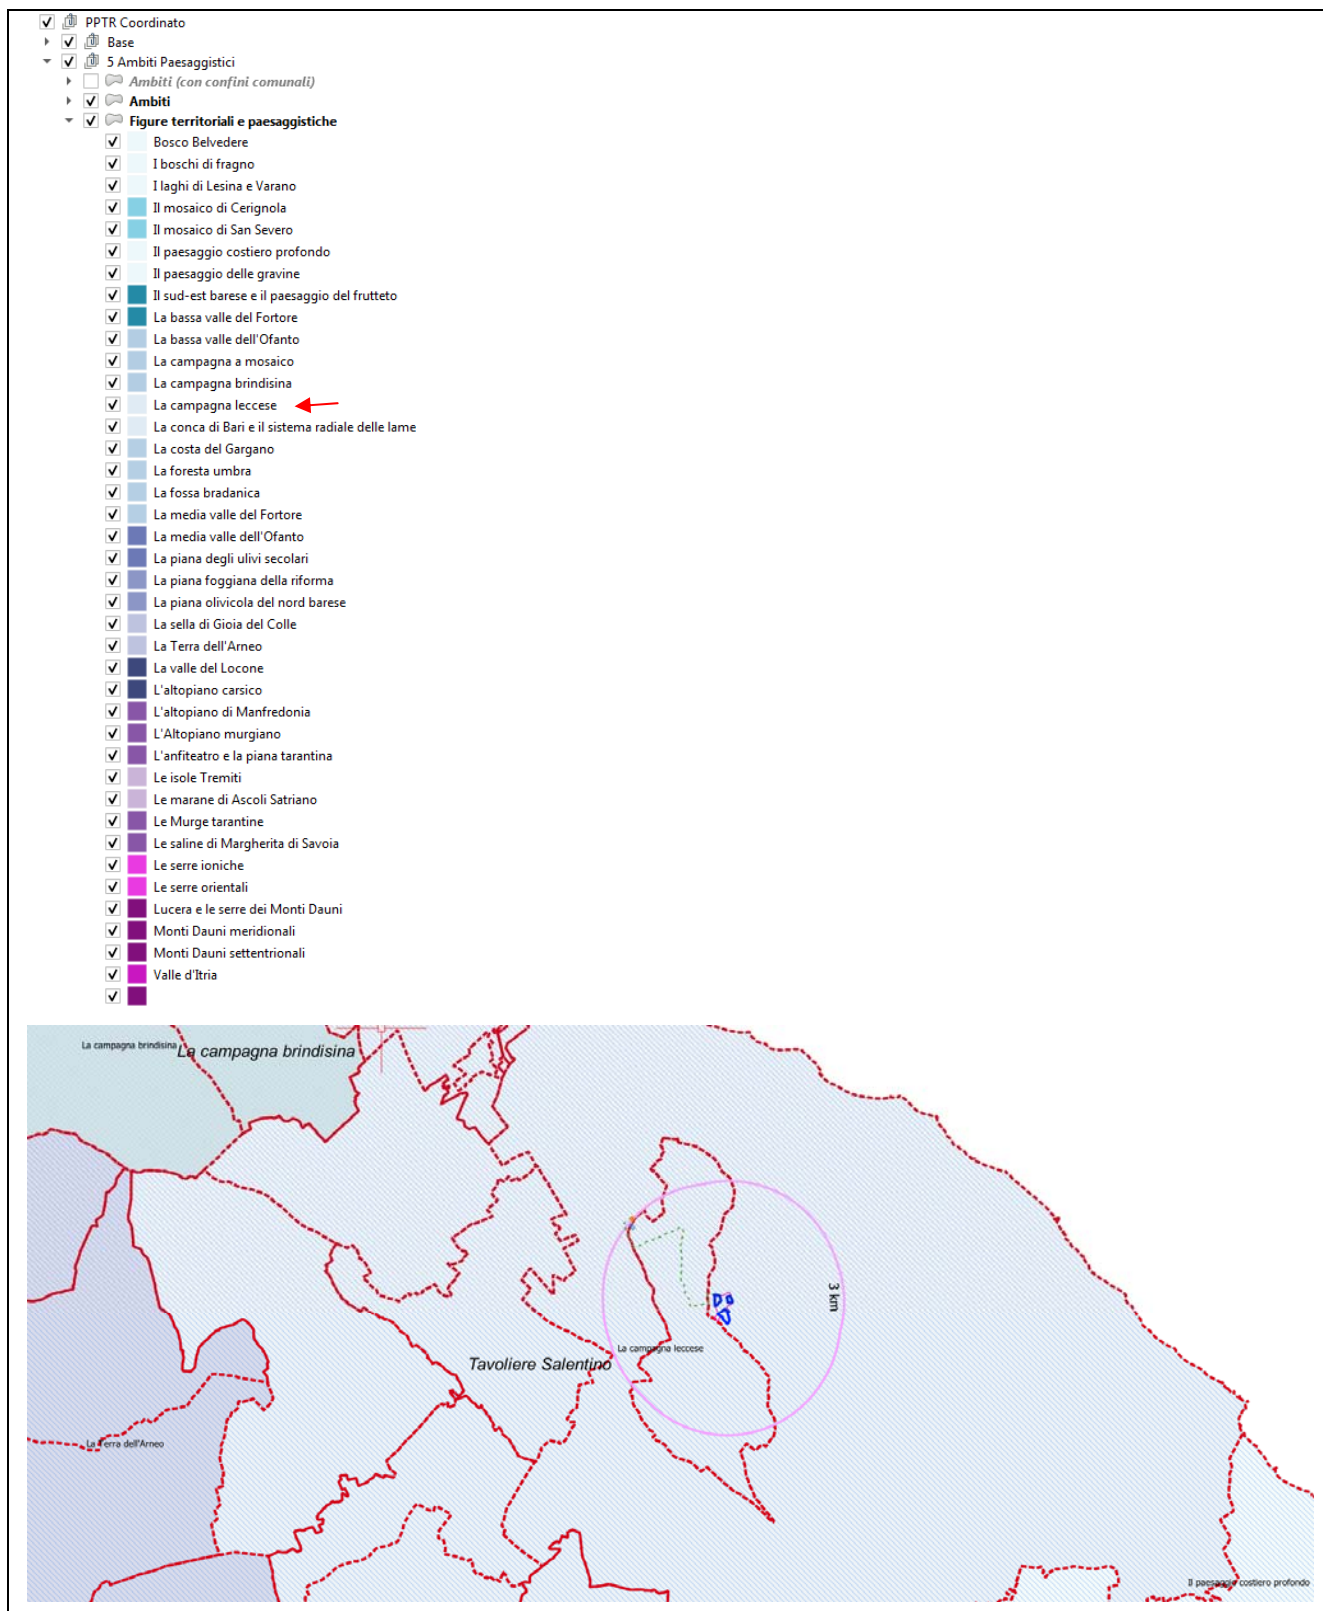 PPTR Coordinato
Base
5 Ambiti Paesaggistici
Ambiti (con confini comunali)
Ambiti
Figure territoriali e paesaggistiche
Bosco Belvedere
I boschi di fragno
I laghi di Lesina e Varano
Il mosaico di Cerignola
Il mosaico di San Severo
Il paesaggio costiero profondo
Il paesaggio delle gravine
Il sud-est barese e il paesaggio del frutteto
La bassa valle del Fortore
La bassa valle dell'Ofanto
La campagna a mosaico
La campagna brindisina
La campagna leccese
La conca di Bari e il sistema radiale delle lame
La costa del Gargano
La foresta umbra
La fossa bradanica
La media valle del Fortore
La media valle dell'Ofanto
La piana degli ulivi secolari
La piana foggiana della riforma
La piana olivicola del nord barese
La sella di Gioia del Colle
La Terra dell'Arneo
La valle del Locone
L'altopiano carsico
L'altopiano di Manfredonia
L'Altopiano murgiano
L'anfiteatro e la piana tarantina
Le isole Tremiti
Le marane di Ascoli Satriano
Le Murge tarantine
Le saline di Margherita di Savoia
Le serre ioniche
Le serre orientali
Lucera e le serre dei Monti Dauni
Monti Dauni meridionali
Monti Dauni settentrionali
Valle d'Itria
La campagna brindisina
La campagna brindisina
3 km
La campagna leccese
Tavoliere Salentino
La Terra dell'Arneo
Il paesaggio costiero profondo